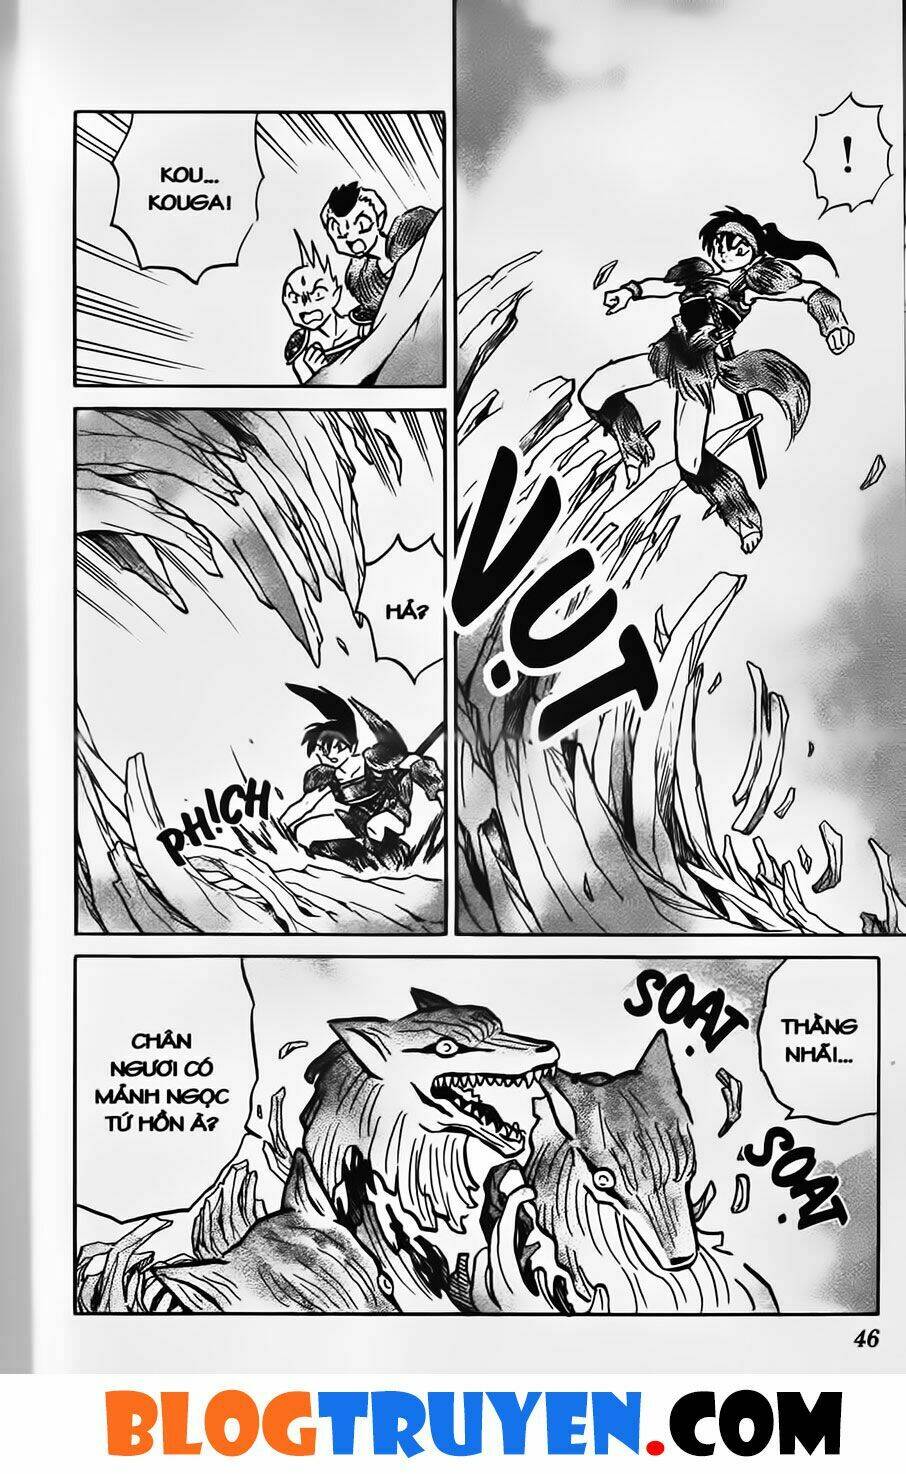 !
VỤT
KOU...
KOUGA!
HẢ?
PHỊCH
THẰNG
NHÃI...
SOẠT
SOẠT
CHÂN
NGƯƠI CÓ
MẢNH NGỌC
TỨ HỒN À?
46
BLOGTRUYEN.COM